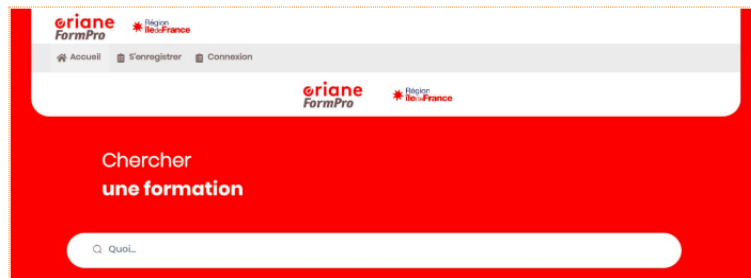 oriane
FormPro
Région
îledeFrance
Accueil S'enregistrer Connexion
oriane
FormPro
Région
îledeFrance
Chercher
une formation
Quoi...